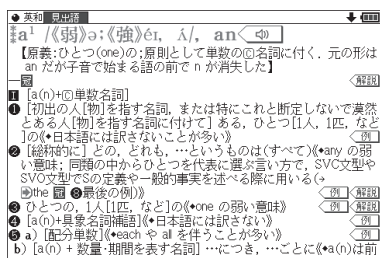 英和 見出語
a¹ /《弱》ə;《強》éɪ, ʌ́/, an
【原義:ひとつ(one)の;原則として単数のⒸ名詞に付く. 元の形は
an だが子音で始まる語の前で n が消失した】
―冠 解説
Ⅰ [a(n)+Ⓒ単数名詞]
❶ [初出の人[物]を指す名詞, または特にこれと断定しないで漠然
とある人[物]を指す名詞に付けて] ある, ひとつ[1人, 1匹, など
]の《◆日本語には訳さないことが多い》 例
❷ [総称的に] どの, どれも, …というものは(すべて)《◆any の弱
い意味; 同類の中からひとつを代表に選ぶ言い方で, SVC文型や
SVO文型でSの定義や一般的事実を述べる際に用いる(→
the 冠 ❸最後の例)》 例 解説
❸ ひとつの, 1人[1匹, など]の《◆one の弱い意味》 例 解説
❹ [a(n)+具象名詞補語]《◆日本語には訳さない》 例
❺ a) [配分単数]《◆each や all を伴うことが多い》 例
b) [a(n) + 数量・期間を表す名詞] …につき, …ごとに《◆a(n)は前